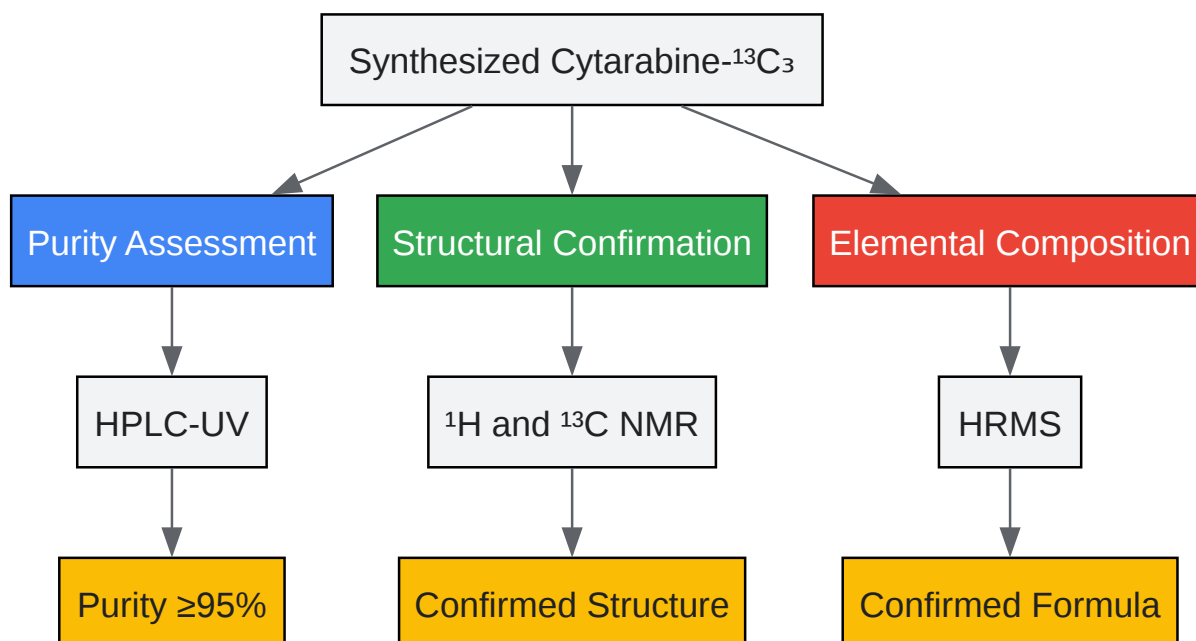 Synthesized Cytarabine-¹³C₃
Purity Assessment
Structural Confirmation
Elemental Composition
HPLC-UV
¹H and ¹³C NMR
HRMS
Purity ≥95%
Confirmed Structure
Confirmed Formula